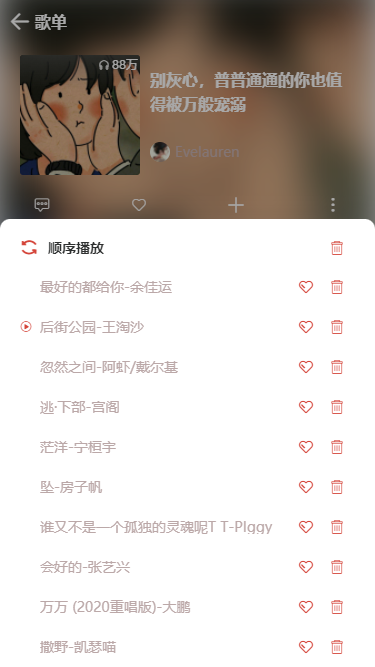 歌单
88万
别灰心，普普通通的你也值
得被万般宠溺
Evelauren
顺序播放
最好的都给你-余佳运
后街公园-王淘沙
忽然之间-阿虾/戴尔基
逃·下部-宫阁
茫洋-宁桓宇
坠-房子帆
谁又不是一个孤独的灵魂呢T T-PIggy
会好的-张艺兴
万万 (2020重唱版)-大鹏
撒野-凯瑟喵